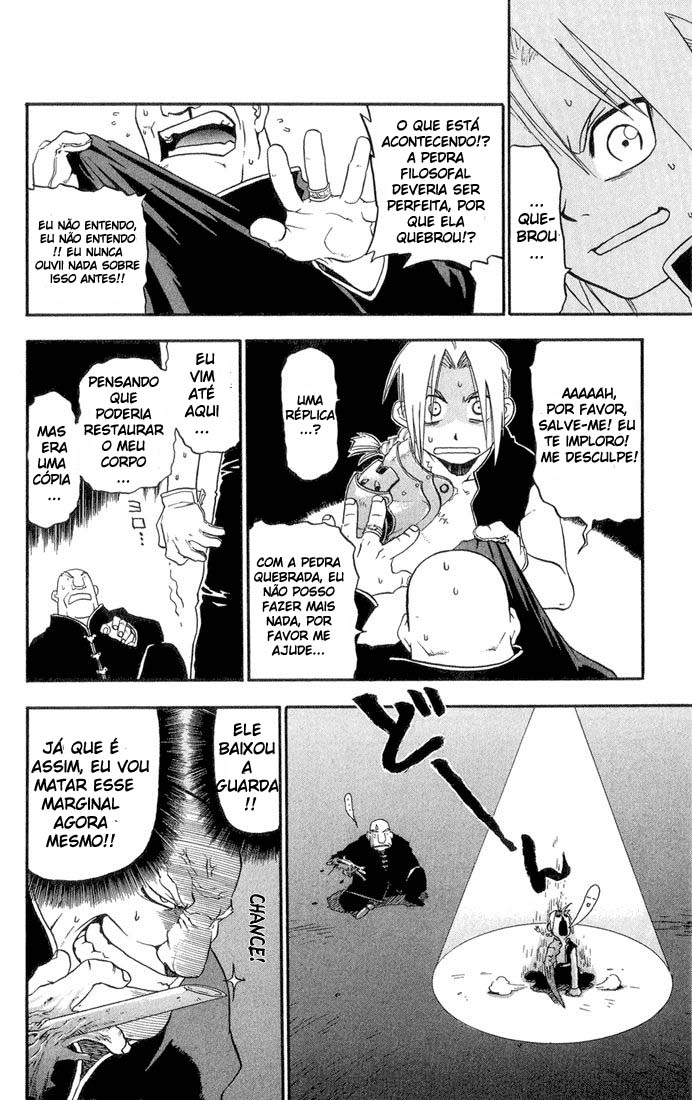 ...
QUE-
BROU
...
O QUE ESTÁ
ACONTECENDO!?
A PEDRA
FILOSOFAL
DEVERIA SER
PERFEITA, POR
QUE ELA
QUEBROU!?
EU NÃO ENTENDO,
EU NÃO ENTENDO
!! EU NUNCA
OUVII NADA SOBRE
ISSO ANTES!!
AAAAAH,
POR FAVOR,
SALVE-ME! EU
TE IMPLORO!
ME DESCULPE!
UMA
RÉPLICA
...?
COM A PEDRA
QUEBRADA, EU
NÃO POSSO
FAZER MAIS
NADA, POR
FAVOR ME
AJUDE...
EU
VIM
ATÉ
AQUI
...
PENSANDO
QUE
PODERIA
RESTAURAR
O MEU
CORPO ...
MAS
ERA
UMA
CÓPIA
...
ど
ー
ん
ELE
BAIXOU
A
GUARDA
!!
JÁ QUE É
ASSIM, EU VOU
MATAR ESSE
MARGINAL
AGORA
MESMO!!
CHANCE!